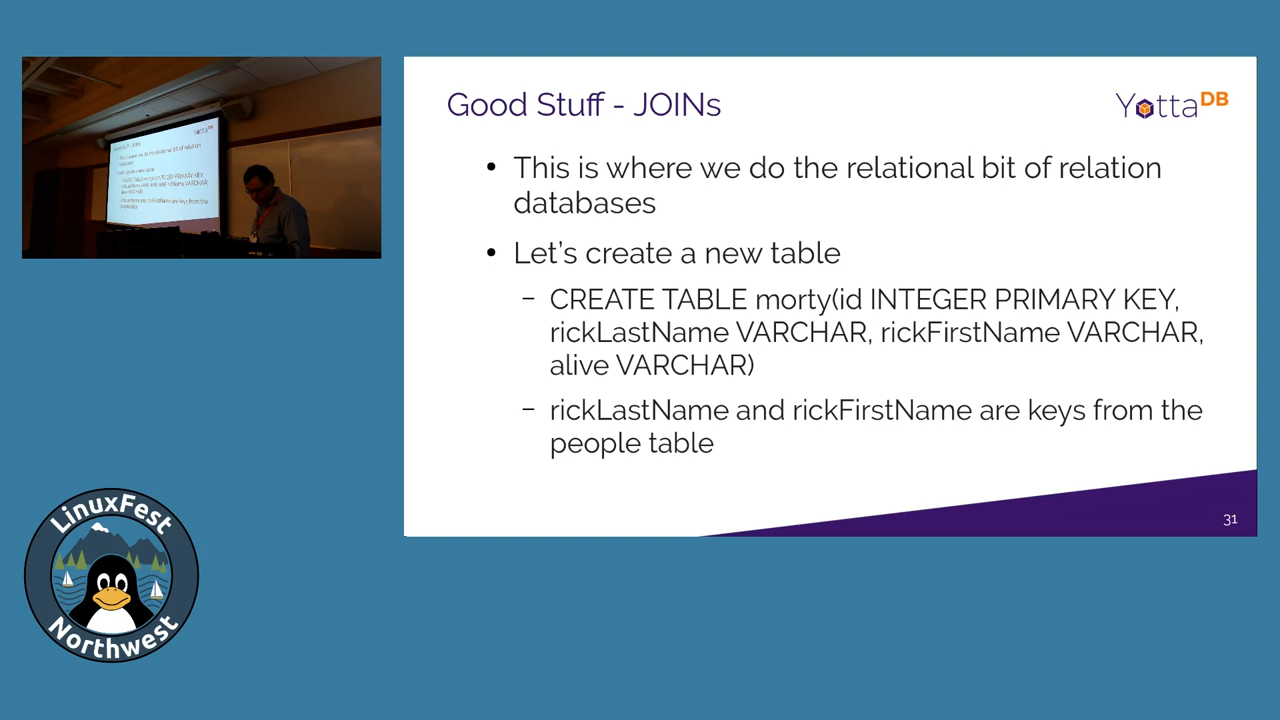 Good Stuff - JOINs
YottaDB
• This is where we do the relational bit of relation
databases
• Let's create a new table
– CREATE TABLE morty(id INTEGER PRIMARY KEY,
rickLastName VARCHAR, rickFirstName VARCHAR,
alive VARCHAR)
– rickLastName and rickFirstName are keys from the
people table
31
LinuxFest
Northwest